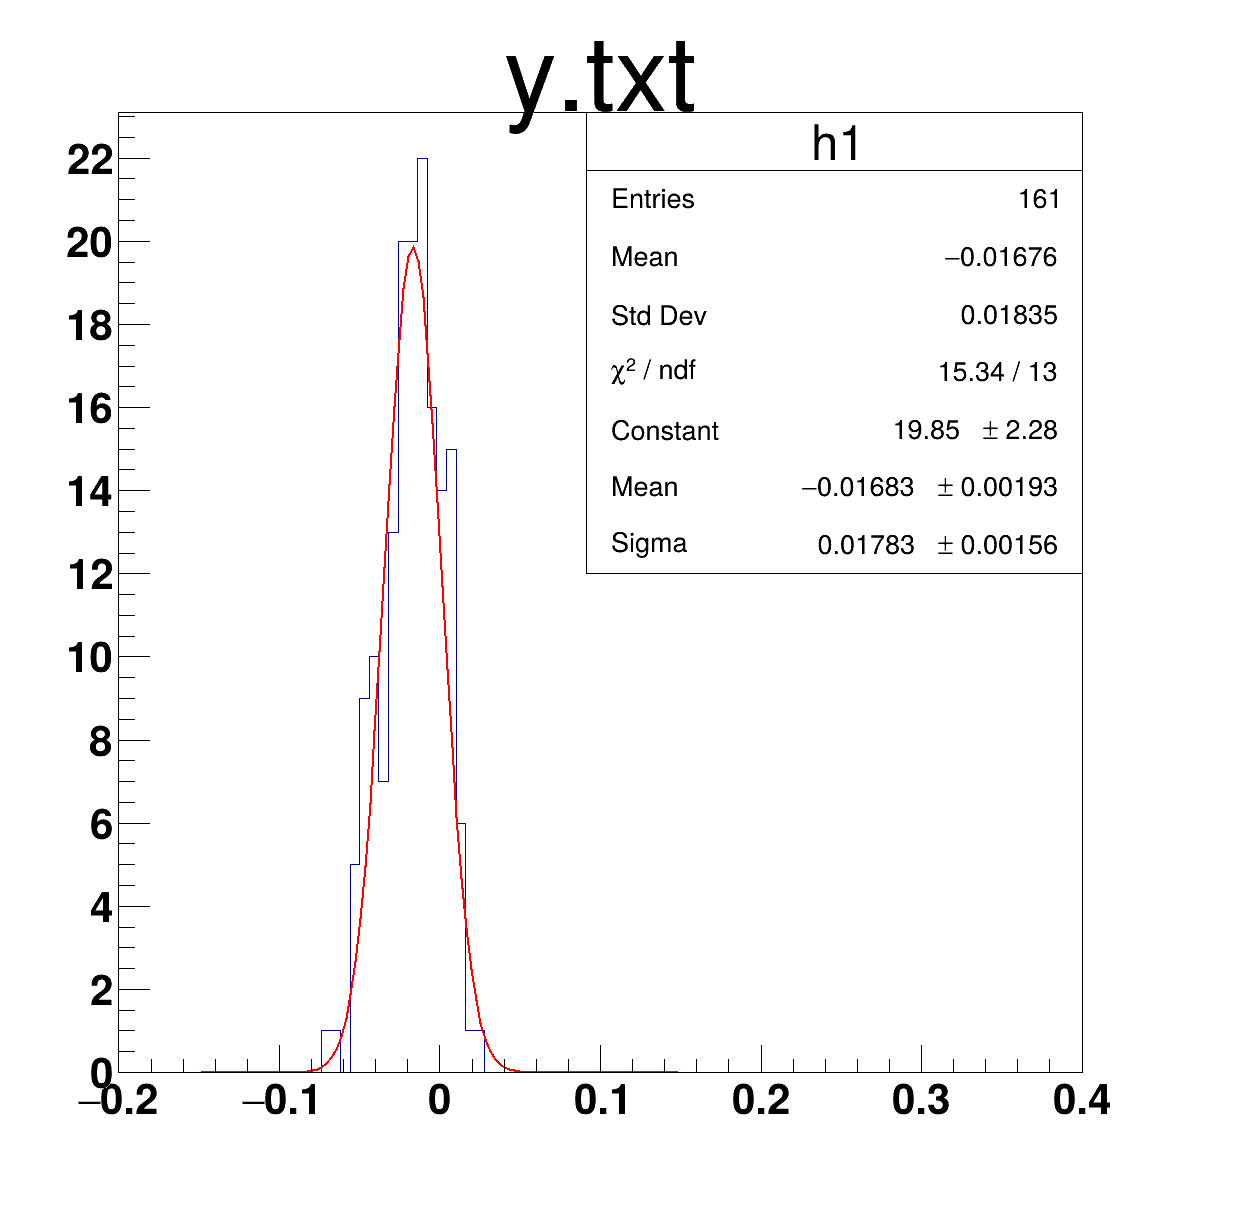 y.txt
h1
Entries 161
Mean −0.01676
Std Dev 0.01835
χ² / ndf 15.34 / 13
Constant 19.85 ± 2.28
Mean −0.01683 ± 0.00193
Sigma 0.01783 ± 0.00156
22
20
18
16
14
12
10
8
6
4
2
0
−0.2 −0.1 0 0.1 0.2 0.3 0.4